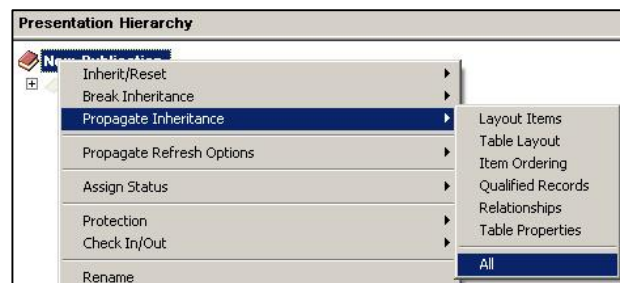 Presentation Hierarchy
Inherit/Reset
Break Inheritance
Propagate Inheritance
Propagate Refresh Options
Assign Status
Protection
Check In/Out
Rename
Layout Items
Table Layout
Item Ordering
Qualified Records
Relationships
Table Properties
All